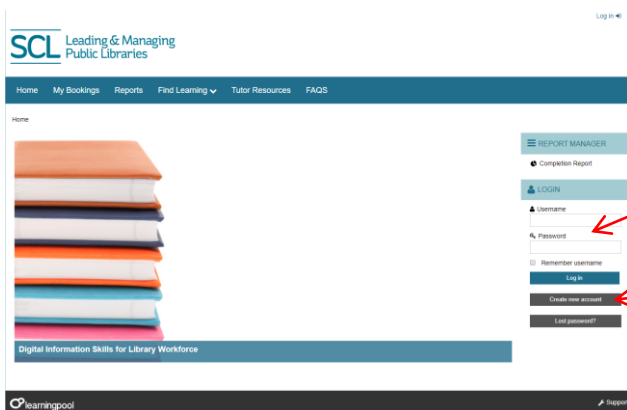 Log in
SCL Leading & Managing
Public Libraries
Home My Bookings Reports Find Learning Tutor Resources FAQS
Home
REPORT MANAGER
Completion Report
LOGIN
Username
Password
Remember username
Log in
Create new account
Lost password?
Digital Information Skills for Library Workforce
learningpool
Support